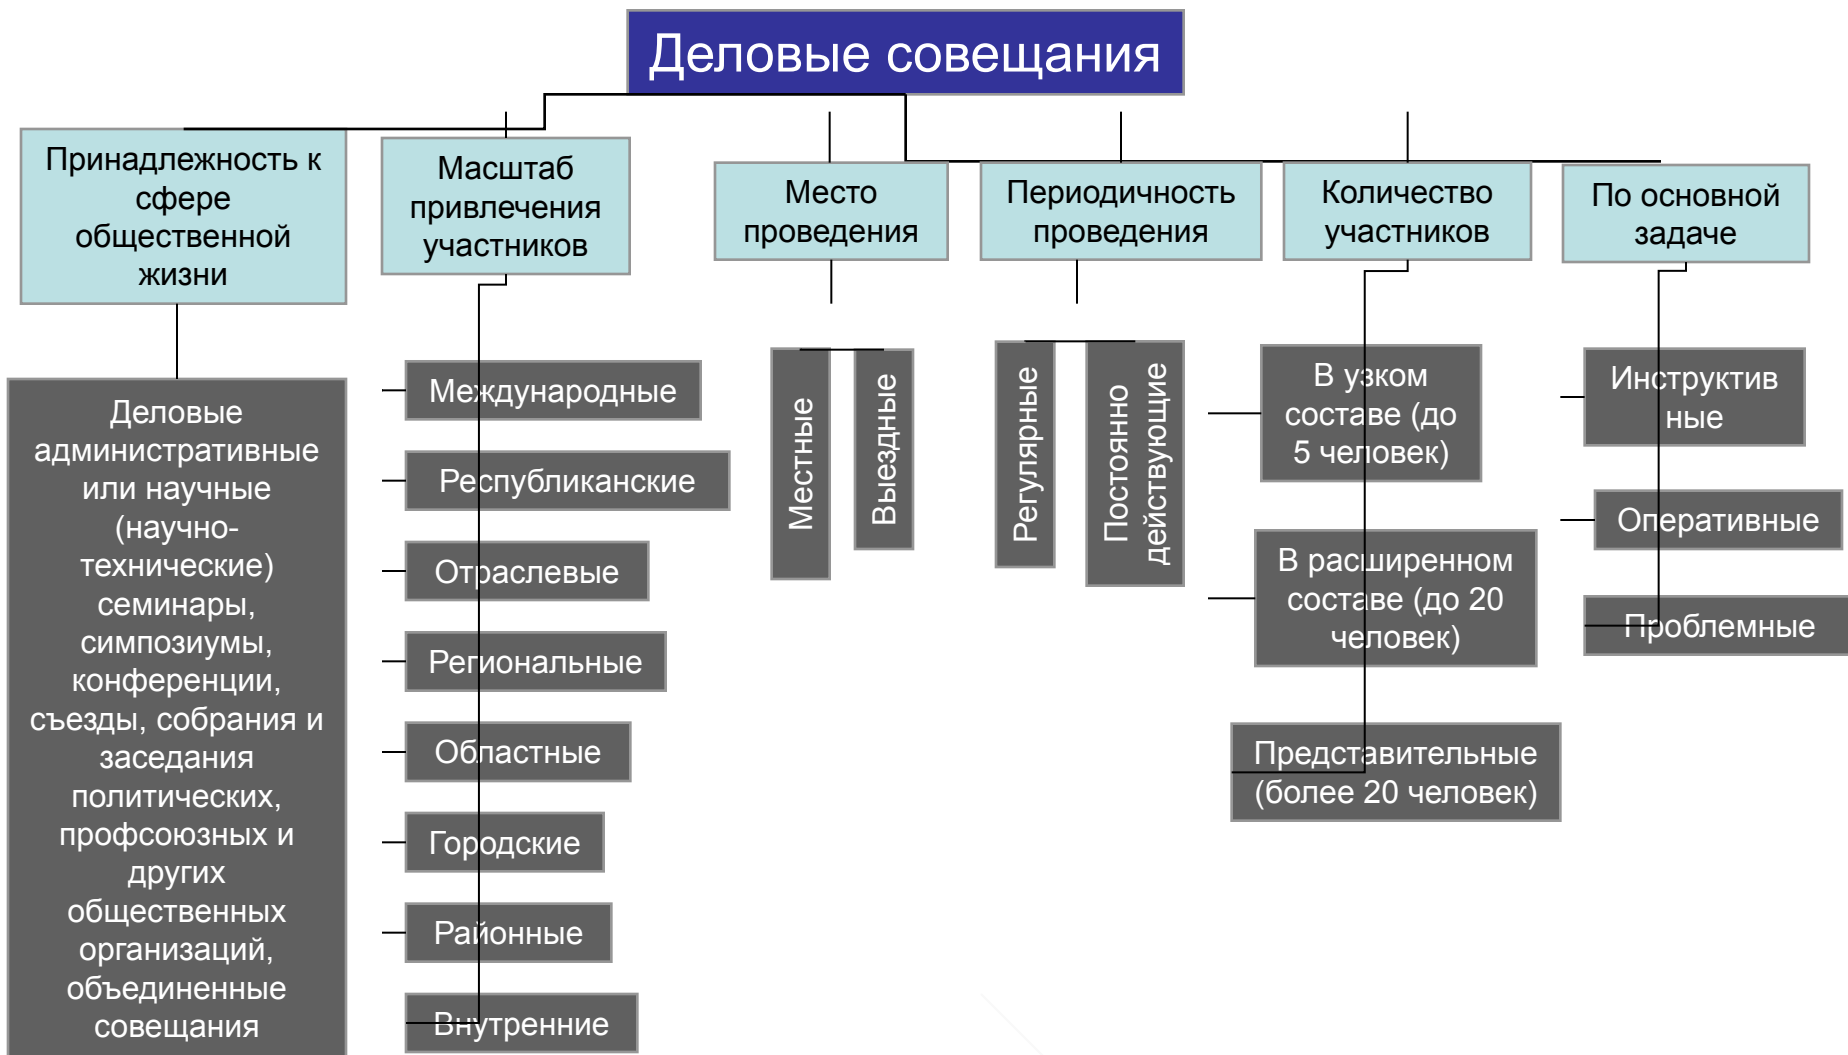 Деловые совещания
Принадлежность к
сфере
общественной
жизни
Масштаб
привлечения
участников
Место
проведения
Периодичность
проведения
Количество
участников
По основной
задаче
Деловые
административные
или научные
(научно-
технические)
семинары,
симпозиумы,
конференции,
съезды, собрания и
заседания
политических,
профсоюзных и
других
общественных
организаций,
объединенные
совещания
Международные
Республиканские
Отраслевые
Региональные
Областные
Городские
Районные
Внутренние
Местные
Выездные
Регулярные
Постоянно
действующие
В узком
составе (до
5 человек)
В расширенном
составе (до 20
человек)
Представительные
(более 20 человек)
Инструктив
ные
Оперативные
Проблемные